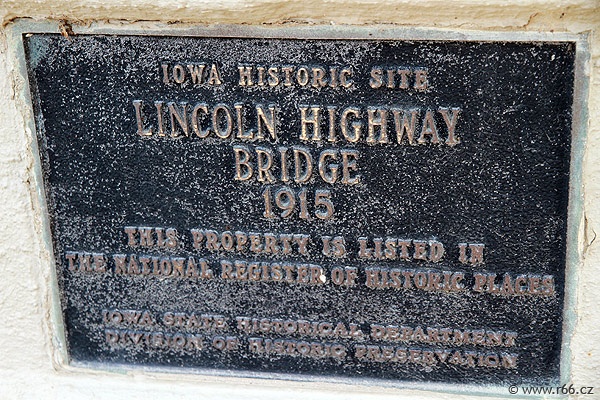 IOWA HISTORIC SITE
LINCOLN HIGHWAY
BRIDGE
1915
THIS PROPERTY IS LISTED IN
THE NATIONAL REGISTER OF HISTORIC PLACES
IOWA STATE HISTORICAL DEPARTMENT
DIVISION OF HISTORIC PRESERVATION
© www.r66.cz